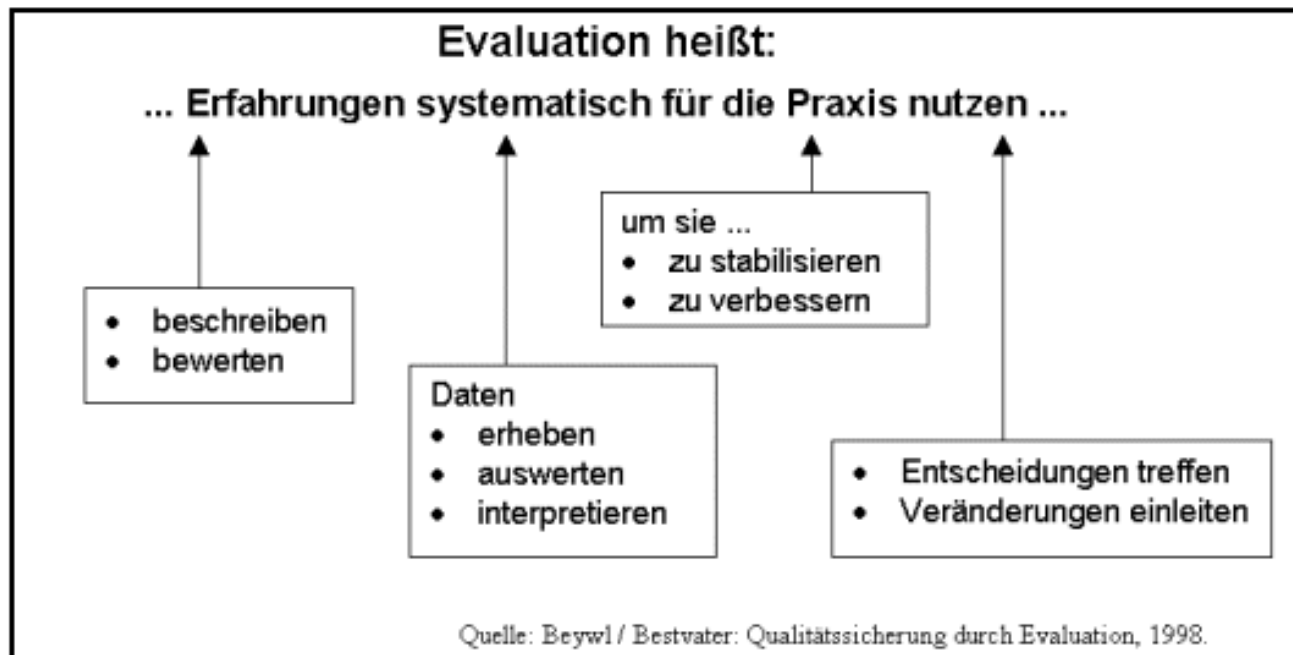 Evaluation heißt:
... Erfahrungen systematisch für die Praxis nutzen ...
• beschreiben
• bewerten
Daten
• erheben
• auswerten
• interpretieren
um sie ...
• zu stabilisieren
• zu verbessern
• Entscheidungen treffen
• Veränderungen einleiten
Quelle: Beywl / Bestvater: Qualitätssicherung durch Evaluation, 1998.